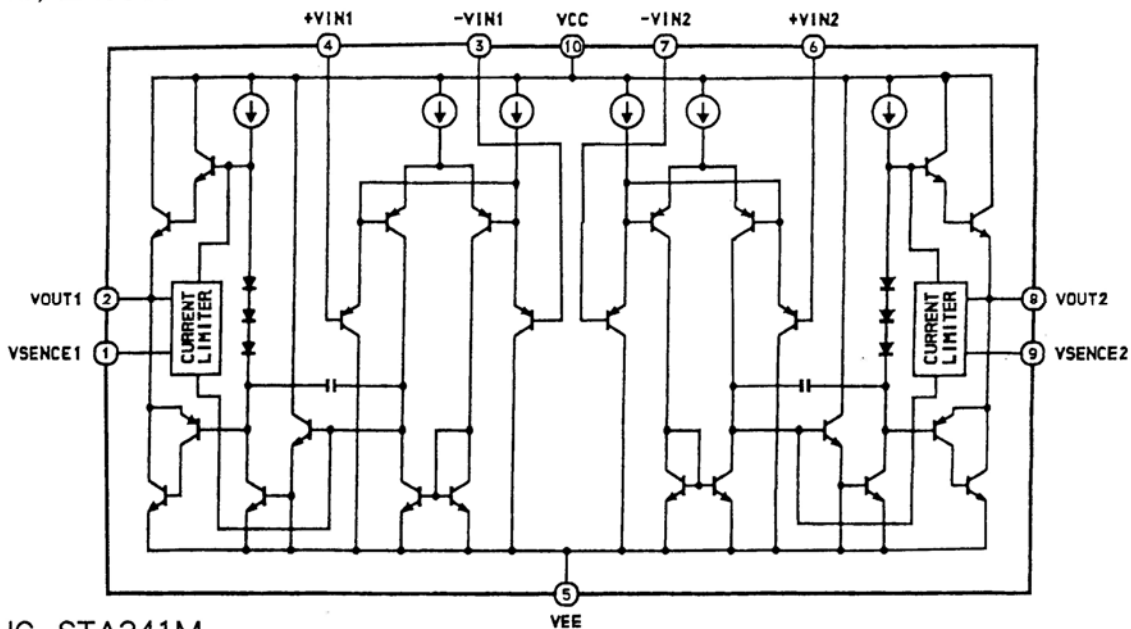 +VIN1 -VIN1 VCC -VIN2 +VIN2
4 3 10 7 6
VOUT1 2
VSENCE1 1
CURRENT
LIMITER
CURRENT
LIMITER
8 VOUT2
9 VSENCE2
5
VEE